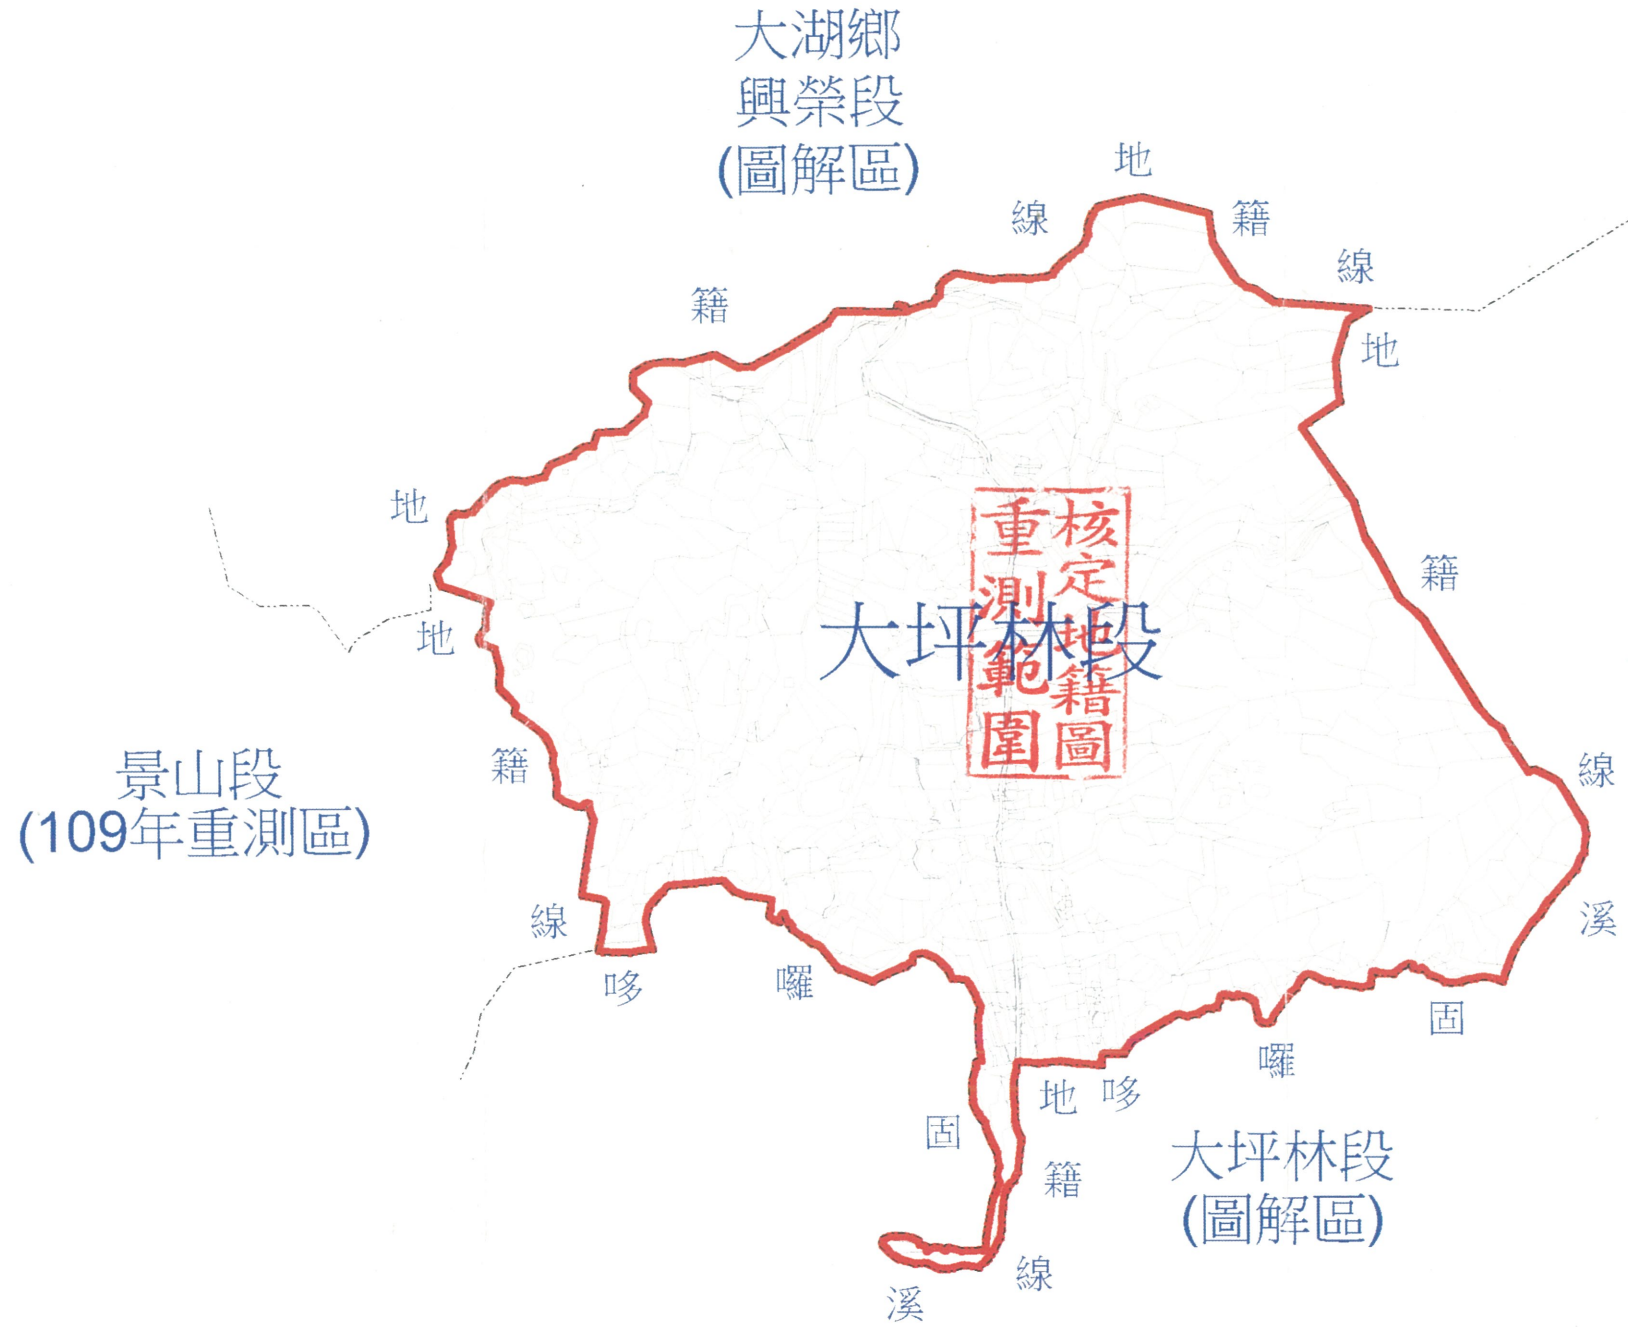 大湖鄉
興榮段
(圖解區)
地
線
籍
線
籍
地
地
籍
核定地籍圖
重測範圍
大坪林段
地
景山段
(109年重測區)
籍
線
線
溪
哆
囉
固
囉
地
哆
固
大坪林段
(圖解區)
籍
線
溪